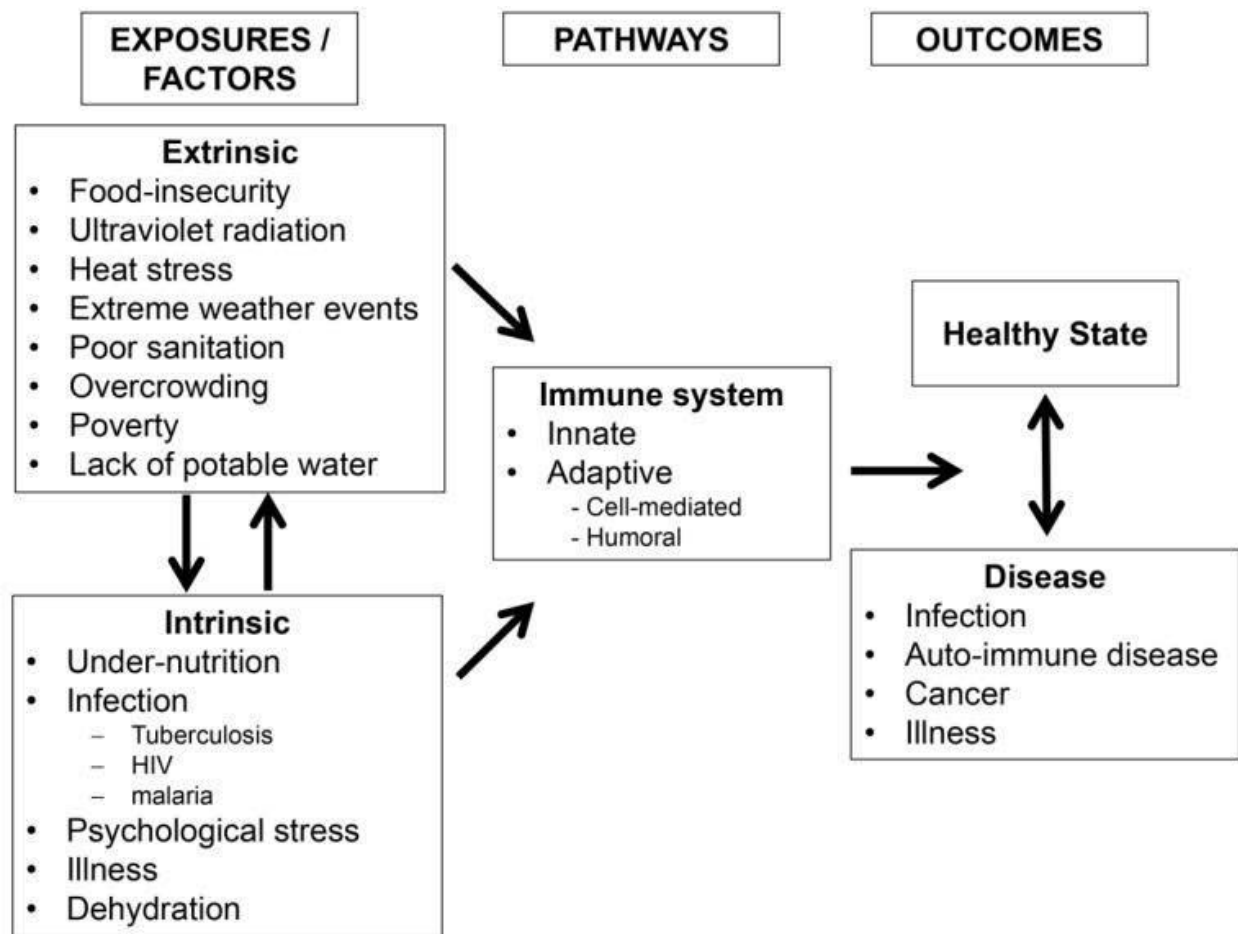 EXPOSURES /
FACTORS
PATHWAYS
OUTCOMES
Extrinsic
• Food-insecurity
• Ultraviolet radiation
• Heat stress
• Extreme weather events
• Poor sanitation
• Overcrowding
• Poverty
• Lack of potable water
Intrinsic
• Under-nutrition
• Infection
– Tuberculosis
– HIV
– malaria
• Psychological stress
• Illness
• Dehydration
Immune system
• Innate
• Adaptive
- Cell-mediated
- Humoral
Healthy State
Disease
• Infection
• Auto-immune disease
• Cancer
• Illness